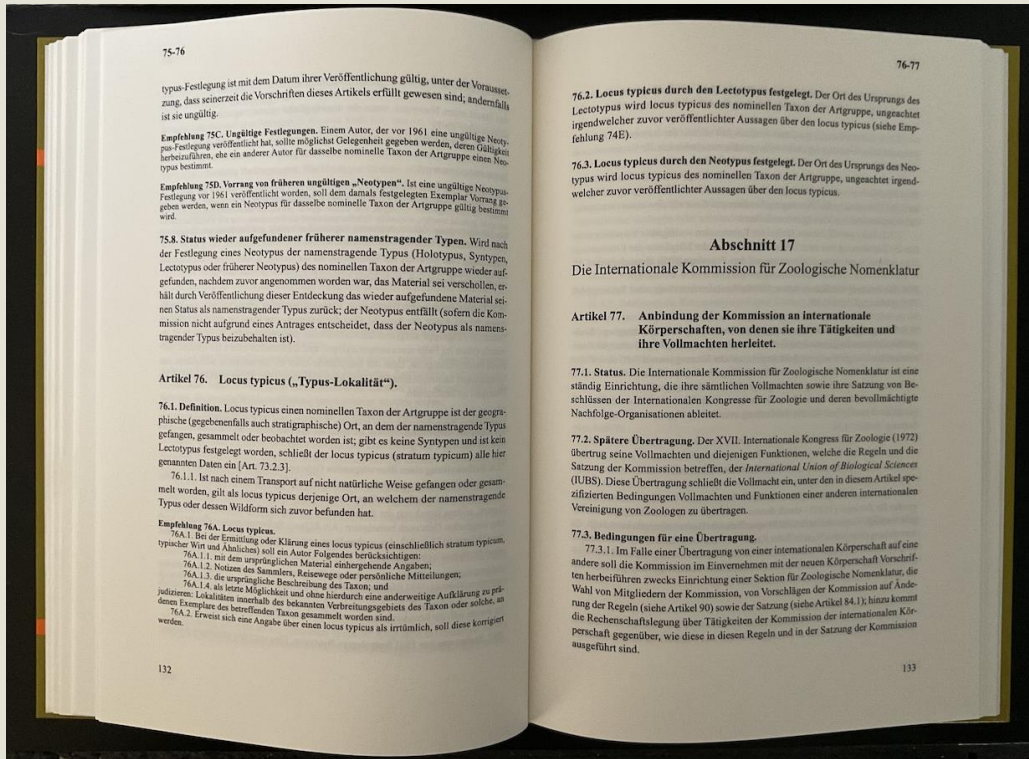 75-76
typus-Festlegung ist mit dem Datum ihrer Veröffentlichung gültig, unter der Vorausset-
zung, dass seinerzeit die Vorschriften dieses Artikels erfüllt gewesen sind; andernfalls
ist sie ungültig.
Empfehlung 75C. Ungültige Festlegungen. Einem Autor, der vor 1961 eine ungültige Neoty-
pus-Festlegung veröffentlicht hat, sollte möglichst Gelegenheit gegeben werden, deren Gültigkeit
herbeizuführen, ehe ein anderer Autor für dasselbe nominelle Taxon der Artgruppe einen Neo-
typus bestimmt.
Empfehlung 75D. Vorrang von früheren ungültigen „Neotypen“. Ist eine ungültige Neotypus-
Festlegung vor 1961 veröffentlicht worden, soll dem damals festgelegten Exemplar Vorrang ge-
geben werden, wenn ein Neotypus für dasselbe nominelle Taxon der Artgruppe gültig bestimmt
wird.
75.8. Status wieder aufgefundener früherer namenstragender Typen. Wird nach
der Festlegung eines Neotypus der namenstragende Typus (Holotypus, Syntypen,
Lectotypus oder früherer Neotypus) des nominellen Taxon der Artgruppe wieder auf-
gefunden, nachdem zuvor angenommen worden war, das Material sei verschollen, er-
hält durch Veröffentlichung dieser Entdeckung das wieder aufgefundene Material sei-
nen Status als namenstragender Typus zurück; der Neotypus entfällt (sofern die Kom-
mission nicht aufgrund eines Antrages entscheidet, dass der Neotypus als namens-
tragender Typus beizubehalten ist).
Artikel 76. Locus typicus („Typus-Lokalität“).
76.1. Definition. Locus typicus einen nominellen Taxon der Artgruppe ist der geogra-
phische (gegebenenfalls auch stratigraphische) Ort, an dem der namenstragende Typus
gefangen, gesammelt oder beobachtet worden ist; gibt es keine Syntypen und ist kein
Lectotypus festgelegt worden, schließt der locus typicus (stratum typicum) alle hier
genannten Daten ein [Art. 73.2.3].
76.1.1. Ist nach einem Transport auf nicht natürliche Weise gefangen oder gesam-
melt worden, gilt als locus typicus derjenige Ort, an welchem der namenstragende
Typus oder dessen Wildform sich zuvor befunden hat.
Empfehlung 76A. Locus typicus.
76A.1. Bei der Ermittlung oder Klärung eines locus typicus (einschließlich stratum typicum,
typischer Wirt und Ähnliches) soll ein Autor Folgendes berücksichtigen:
76A.1.1. mit dem ursprünglichen Material einhergehende Angaben;
76A.1.2. Notizen des Sammlers, Reisewege oder persönliche Mitteilungen;
76A.1.3. die ursprüngliche Beschreibung des Taxon; und
76A.1.4. als letzte Möglichkeit und ohne hierdurch eine anderweitige Aufklärung zu prä-
judizieren: Lokalitäten innerhalb des bekannten Verbreitungsgebiets des Taxon oder solche, an
denen Exemplare des betreffenden Taxon gesammelt worden sind.
76A.2. Erweist sich eine Angabe über einen locus typicus als irrtümlich, soll diese korrigiert
werden.
132
76-77
76.2. Locus typicus durch den Lectotypus festgelegt. Der Ort des Ursprungs des
Lectotypus wird locus typicus des nominellen Taxon der Artgruppe, ungeachtet
irgendwelcher zuvor veröffentlichter Aussagen über den locus typicus (siehe Emp-
fehlung 74E).
76.3. Locus typicus durch den Neotypus festgelegt. Der Ort des Ursprungs des Neo-
typus wird locus typicus des nominellen Taxon der Artgruppe, ungeachtet irgend-
welcher zuvor veröffentlichter Aussagen über den locus typicus.
Abschnitt 17
Die Internationale Kommission für Zoologische Nomenklatur
Artikel 77. Anbindung der Kommission an internationale
Körperschaften, von denen sie ihre Tätigkeiten und
ihre Vollmachten herleitet.
77.1. Status. Die Internationale Kommission für Zoologische Nomenklatur ist eine
ständig Einrichtung, die ihre sämtlichen Vollmachten sowie ihre Satzung von Be-
schlüssen der Internationalen Kongresse für Zoologie und deren bevollmächtigte
Nachfolge-Organisationen ableitet.
77.2. Spätere Übertragung. Der XVII. Internationale Kongress für Zoologie (1972)
übertrug seine Vollmachten und diejenigen Funktionen, welche die Regeln und die
Satzung der Kommission betreffen, der International Union of Biological Sciences
(IUBS). Diese Übertragung schließt die Vollmacht ein, unter den in diesem Artikel spe-
zifizierten Bedingungen Vollmachten und Funktionen einer anderen internationalen
Vereinigung von Zoologen zu übertragen.
77.3. Bedingungen für eine Übertragung.
77.3.1. Im Falle einer Übertragung von einer internationalen Körperschaft auf eine
andere soll die Kommission im Einvernehmen mit der neuen Körperschaft Vorschrif-
ten herbeiführen zwecks Einrichtung einer Sektion für Zoologische Nomenklatur, die
Wahl von Mitgliedern der Kommission, von Vorschlägen der Kommission auf Ände-
rung der Regeln (siehe Artikel 90) sowie der Satzung (siehe Artikel 84.1); hinzu kommt
die Rechenschaftslegung über Tätigkeiten der Kommission der internationalen Kör-
perschaft gegenüber, wie diese in diesen Regeln und in der Satzung der Kommission
ausgeführt sind.
133